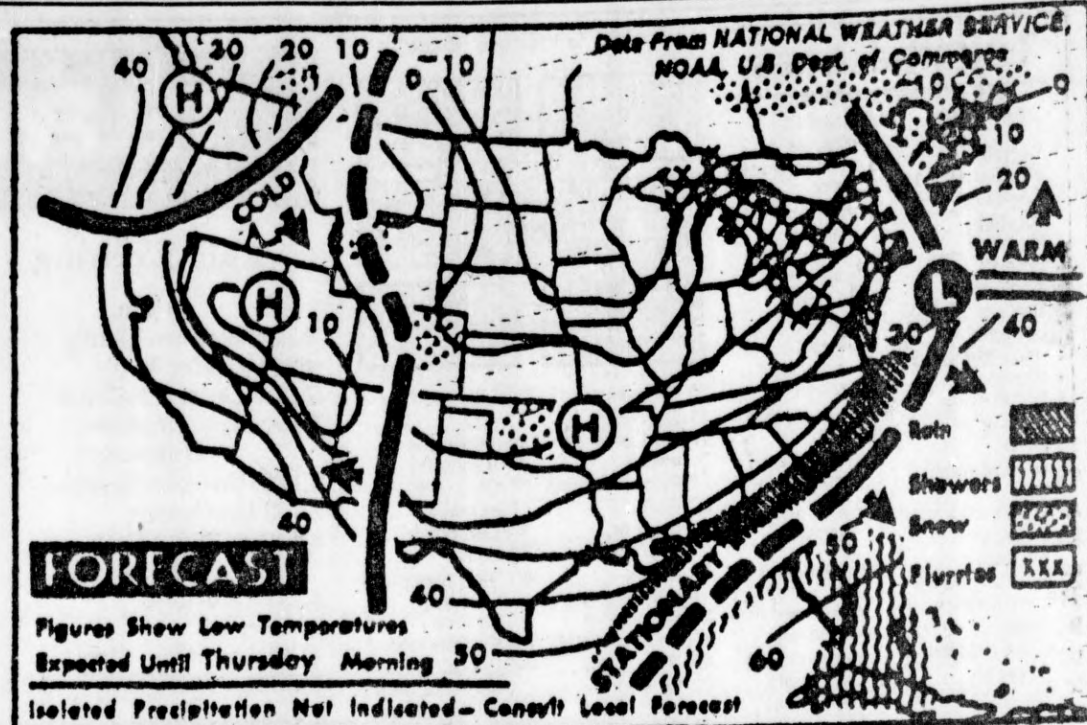 Data from NATIONAL WEATHER SERVICE,
NOAA, U.S. Dept. of Commerce
40 30 20 10 0 -10
H
-10 0
10
20
COLD
WARM
H
10
L
30 40
H
Rain
Showers
Snow
Flurries XXX
40
50
FORECAST
40
STATIONARY
60
Figures Show Low Temperatures
Expected Until Thursday Morning 50
Isolated Precipitation Not Indicated - Consult Local Forecast